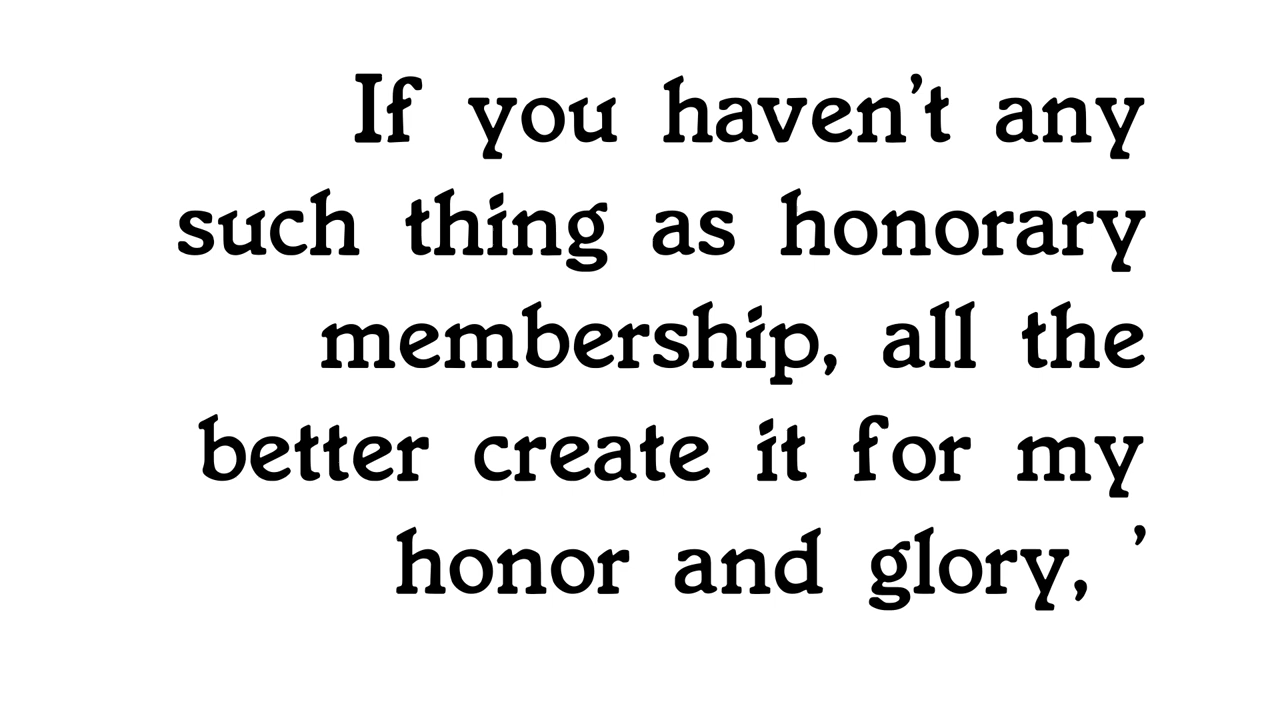 If you haven’t any
such thing as honorary
membership, all the
better create it for my
honor and glory, ’